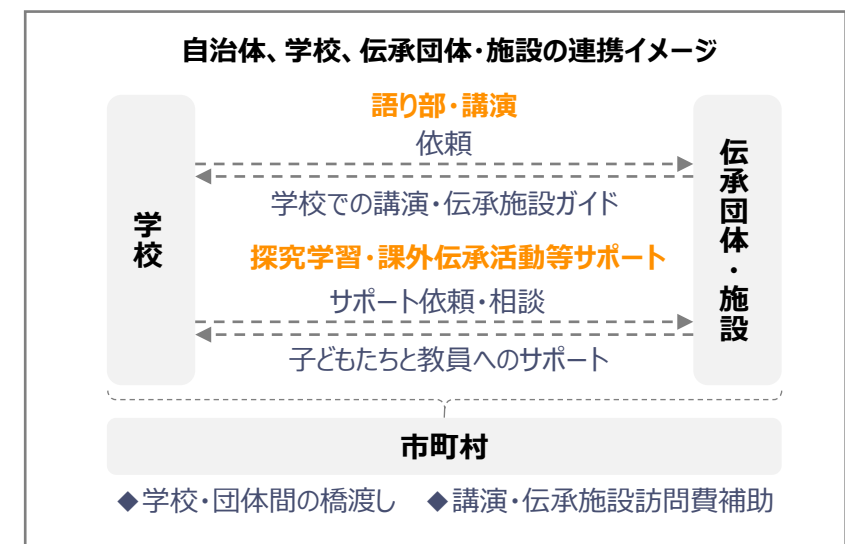 自治体、学校、伝承団体・施設の連携イメージ
語り部・講演
依頼
学校での講演・伝承施設ガイド
学校
伝承団体・施設
探究学習・課外伝承活動等サポート
サポート依頼・相談
子どもたちと教員へのサポート
市町村
◆学校・団体間の橋渡し ◆講演・伝承施設訪問費補助